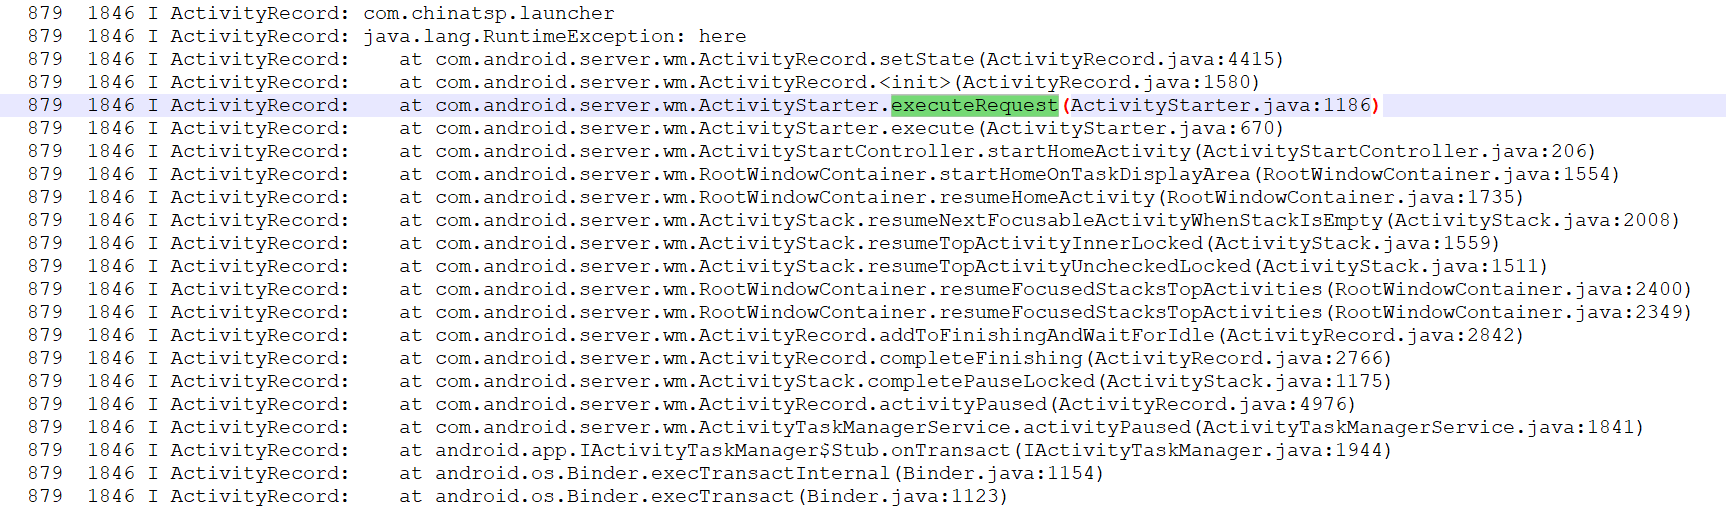 879 1846 I ActivityRecord: com.chinatsp.launcher
879 1846 I ActivityRecord: java.lang.RuntimeException: here
879 1846 I ActivityRecord: at com.android.server.wm.ActivityRecord.setState(ActivityRecord.java:4415)
879 1846 I ActivityRecord: at com.android.server.wm.ActivityRecord.<init>(ActivityRecord.java:1580)
879 1846 I ActivityRecord: at com.android.server.wm.ActivityStarter.executeRequest(ActivityStarter.java:1186)
879 1846 I ActivityRecord: at com.android.server.wm.ActivityStarter.execute(ActivityStarter.java:670)
879 1846 I ActivityRecord: at com.android.server.wm.ActivityStartController.startHomeActivity(ActivityStartController.java:206)
879 1846 I ActivityRecord: at com.android.server.wm.RootWindowContainer.startHomeOnTaskDisplayArea(RootWindowContainer.java:1554)
879 1846 I ActivityRecord: at com.android.server.wm.RootWindowContainer.resumeHomeActivity(RootWindowContainer.java:1735)
879 1846 I ActivityRecord: at com.android.server.wm.ActivityStack.resumeNextFocusableActivityWhenStackIsEmpty(ActivityStack.java:2008)
879 1846 I ActivityRecord: at com.android.server.wm.ActivityStack.resumeTopActivityInnerLocked(ActivityStack.java:1559)
879 1846 I ActivityRecord: at com.android.server.wm.ActivityStack.resumeTopActivityUncheckedLocked(ActivityStack.java:1511)
879 1846 I ActivityRecord: at com.android.server.wm.RootWindowContainer.resumeFocusedStacksTopActivities(RootWindowContainer.java:2400)
879 1846 I ActivityRecord: at com.android.server.wm.RootWindowContainer.resumeFocusedStacksTopActivities(RootWindowContainer.java:2349)
879 1846 I ActivityRecord: at com.android.server.wm.ActivityRecord.addToFinishingAndWaitForIdle(ActivityRecord.java:2842)
879 1846 I ActivityRecord: at com.android.server.wm.ActivityRecord.completeFinishing(ActivityRecord.java:2766)
879 1846 I ActivityRecord: at com.android.server.wm.ActivityStack.completePauseLocked(ActivityStack.java:1175)
879 1846 I ActivityRecord: at com.android.server.wm.ActivityRecord.activityPaused(ActivityRecord.java:4976)
879 1846 I ActivityRecord: at com.android.server.wm.ActivityTaskManagerService.activityPaused(ActivityTaskManagerService.java:1841)
879 1846 I ActivityRecord: at android.app.IActivityTaskManager$Stub.onTransact(IActivityTaskManager.java:1944)
879 1846 I ActivityRecord: at android.os.Binder.execTransactInternal(Binder.java:1154)
879 1846 I ActivityRecord: at android.os.Binder.execTransact(Binder.java:1123)